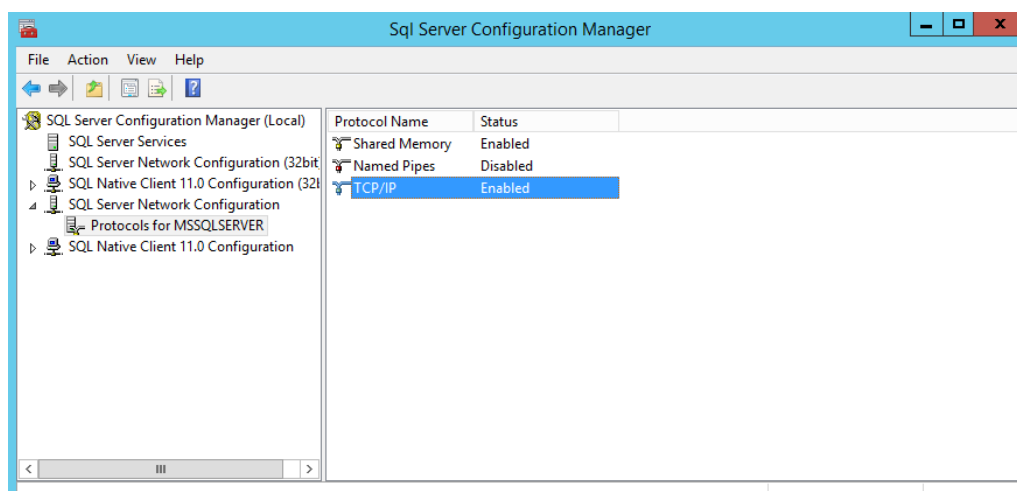 Sql Server Configuration Manager
File Action View Help
SQL Server Configuration Manager (Local)
SQL Server Services
SQL Server Network Configuration (32bit
SQL Native Client 11.0 Configuration (32b
SQL Server Network Configuration
Protocols for MSSQLSERVER
SQL Native Client 11.0 Configuration
Protocol Name Status
Shared Memory Enabled
Named Pipes Disabled
TCP/IP Enabled